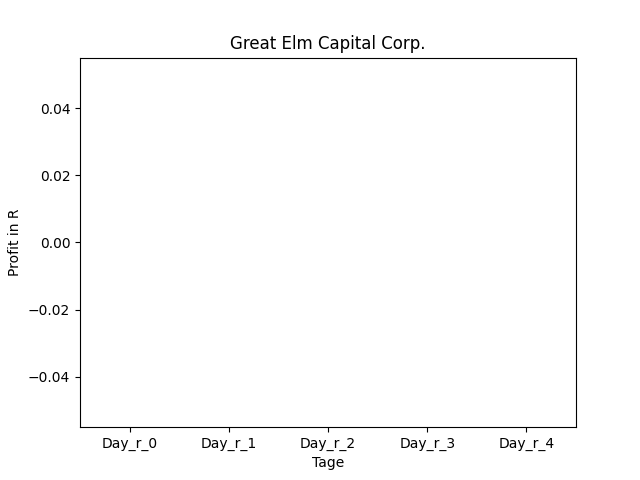 Great Elm Capital Corp.
0.04
0.02
0.00
−0.02
−0.04
Profit in R
Day_r_0 Day_r_1 Day_r_2 Day_r_3 Day_r_4
Tage